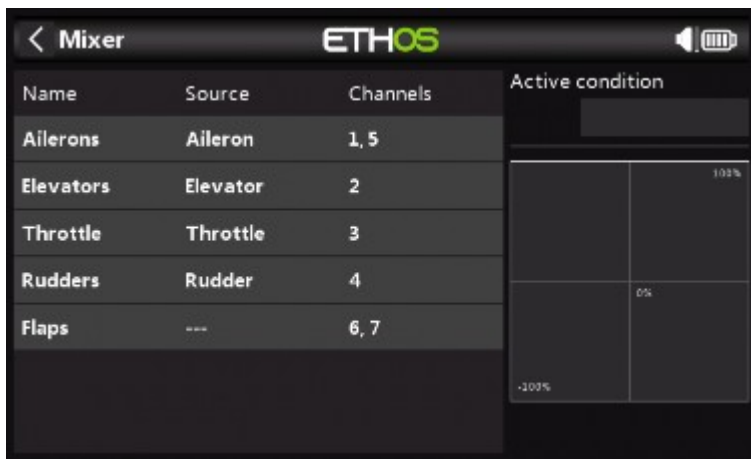 Mixer ETHOS
Name Source Channels
Ailerons Aileron 1, 5
Elevators Elevator 2
Throttle Throttle 3
Rudders Rudder 4
Flaps --- 6, 7
Active condition
100%
0%
-100%